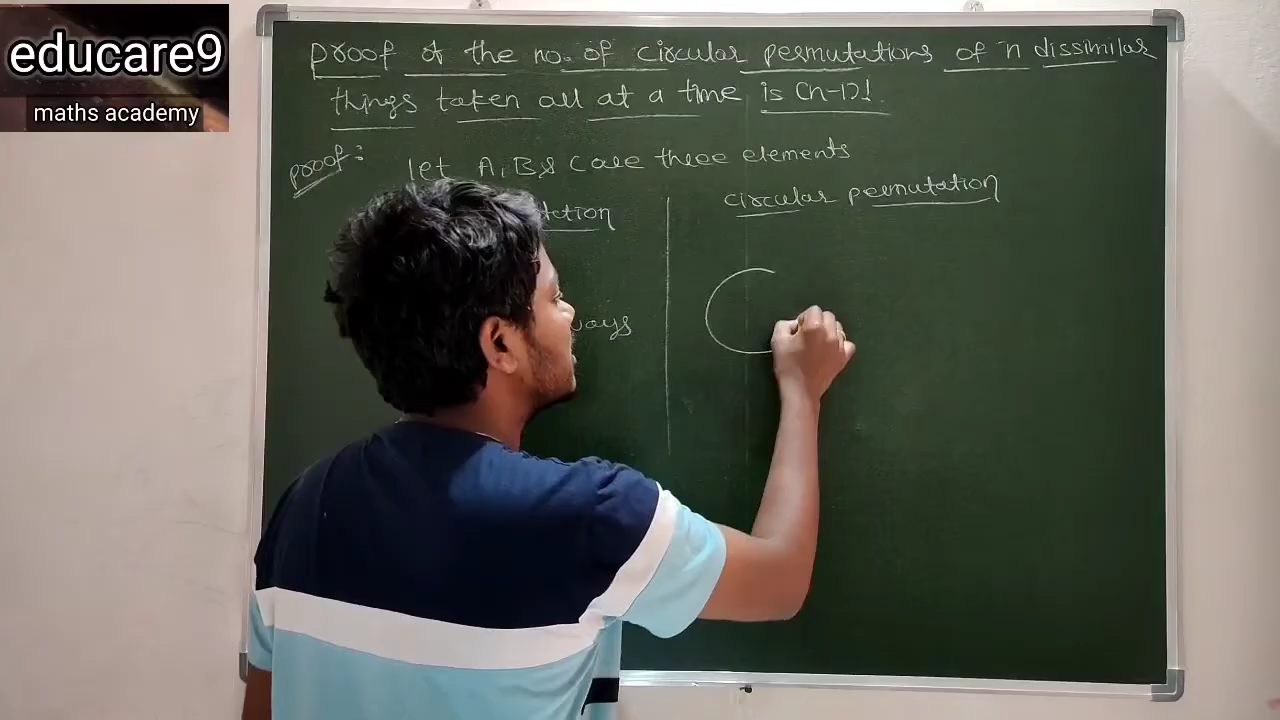 educare9
maths academy
proof of the no. of circular permutations of n dissimilar
things taken all at a time is (n-1)!.
proof:
let A, B & C are three elements
circular permutation